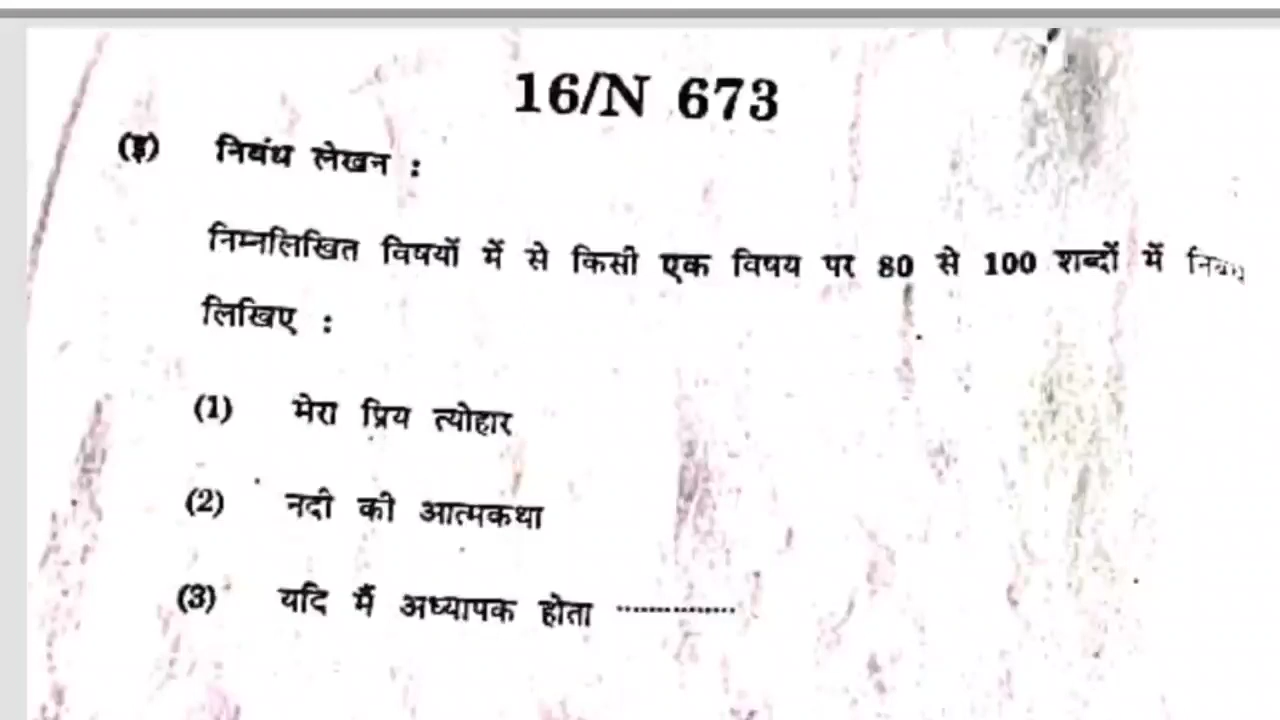 16/N 673
(इ) निबंध लेखन :
निम्नलिखित विषयों में से किसी एक विषय पर 80 से 100 शब्दों में निबंध
लिखिए :
(1) मेरा प्रिय त्योहार
(2) नदी की आत्मकथा
(3) यदि मैं अध्यापक होता ..............